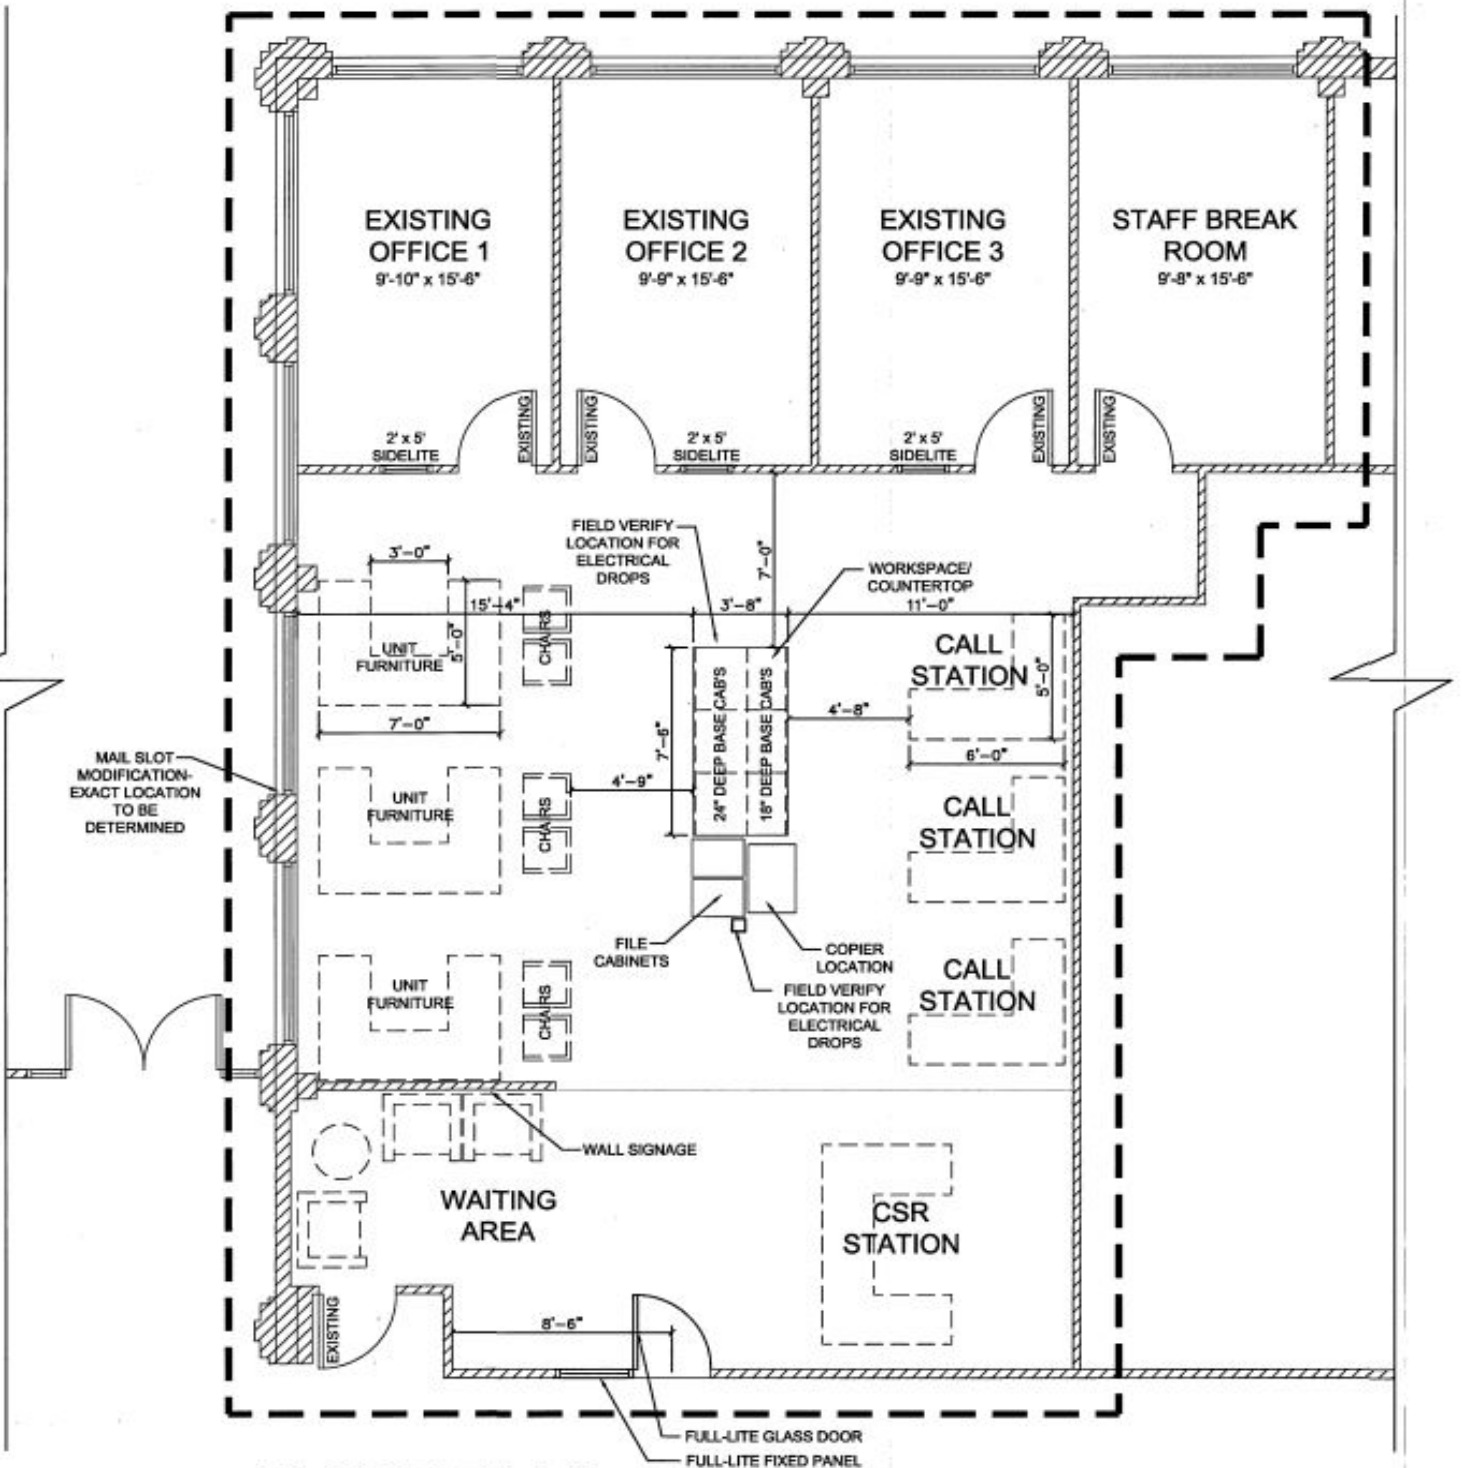 EXISTING
OFFICE 1
9'-10" x 15'-6"
EXISTING
OFFICE 2
9'-9" x 15'-6"
EXISTING
OFFICE 3
9'-9" x 15'-6"
STAFF BREAK
ROOM
9'-8" x 15'-6"
2' x 5'
SIDELITE
EXISTING
EXISTING
2' x 5'
SIDELITE
2' x 5'
SIDELITE
EXISTING
EXISTING
FIELD VERIFY
LOCATION FOR
ELECTRICAL
DROPS
7'-0"
WORKSPACE/
COUNTERTOP
3'-0"
15'-4"
3'-8"
11'-0"
UNIT
FURNITURE
5'-0"
7'-0"
CHAIRS
CALL
STATION
5'-0"
6'-0"
4'-8"
7'-6"
24" DEEP BASE CAB'S
18" DEEP BASE CAB'S
MAIL SLOT
MODIFICATION-
EXACT LOCATION
TO BE
DETERMINED
UNIT
FURNITURE
CHAIRS
4'-9"
CALL
STATION
FILE
CABINETS
COPIER
LOCATION
FIELD VERIFY
LOCATION FOR
ELECTRICAL
DROPS
UNIT
FURNITURE
CHAIRS
CALL
STATION
WALL SIGNAGE
WAITING
AREA
CSR
STATION
EXISTING
8'-6"
FULL-LITE GLASS DOOR
FULL-LITE FIXED PANEL